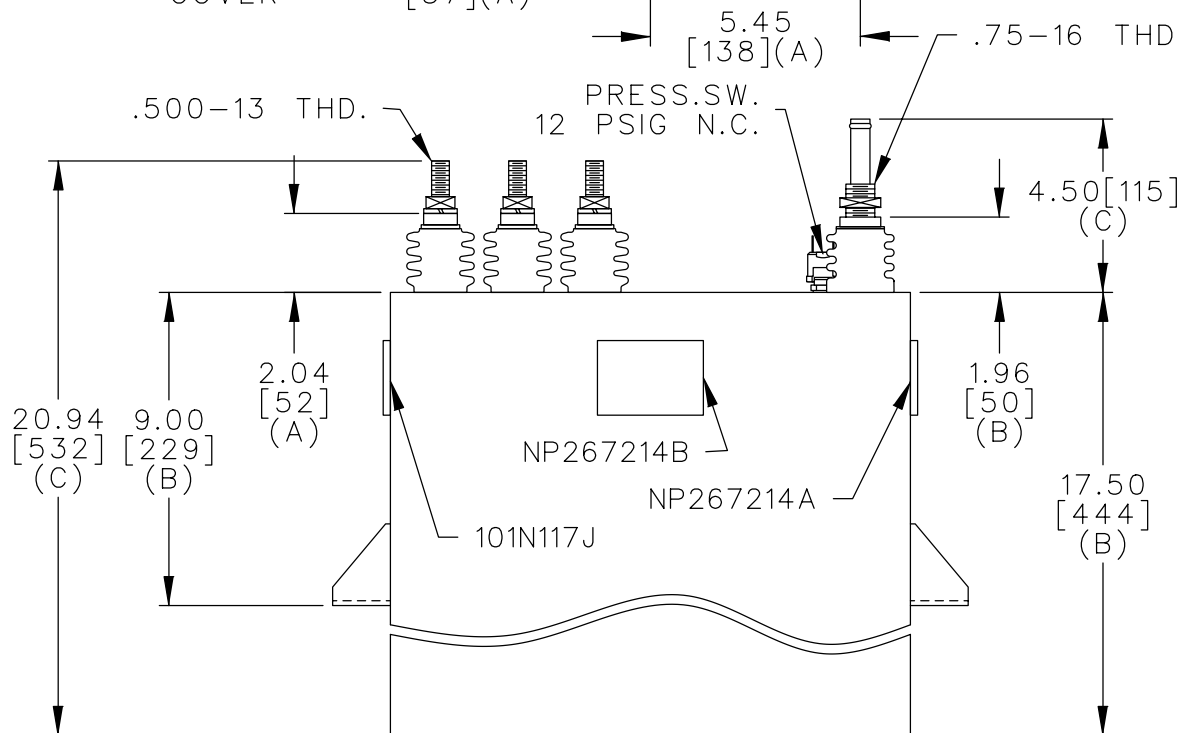 5.45
[138](A)
.75-16 THD
PRESS.SW.
12 PSIG N.C.
.500-13 THD.
4.50[115]
(C)
2.04
[52]
(A)
1.96
[50]
(B)
20.94
[532]
(C)
9.00
[229]
(B)
NP267214B
NP267214A
17.50
[444]
(B)
101N117J